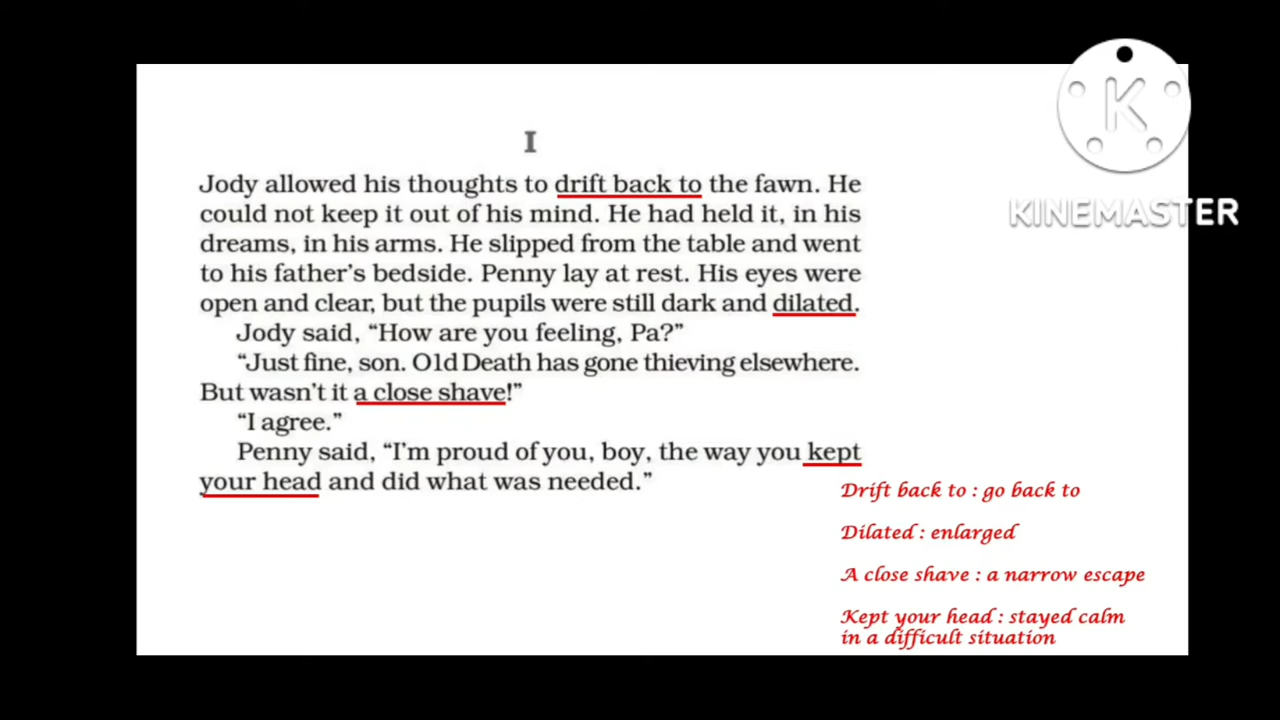 K
KINEMASTER
I
Jody allowed his thoughts to drift back to the fawn. He
could not keep it out of his mind. He had held it, in his
dreams, in his arms. He slipped from the table and went
to his father’s bedside. Penny lay at rest. His eyes were
open and clear, but the pupils were still dark and dilated.
Jody said, “How are you feeling, Pa?”
“Just fine, son. Old Death has gone thieving elsewhere.
But wasn’t it a close shave!”
“I agree.”
Penny said, “I’m proud of you, boy, the way you kept
your head and did what was needed.”
Drift back to : go back to
Dilated : enlarged
A close shave : a narrow escape
Kept your head : stayed calm
in a difficult situation